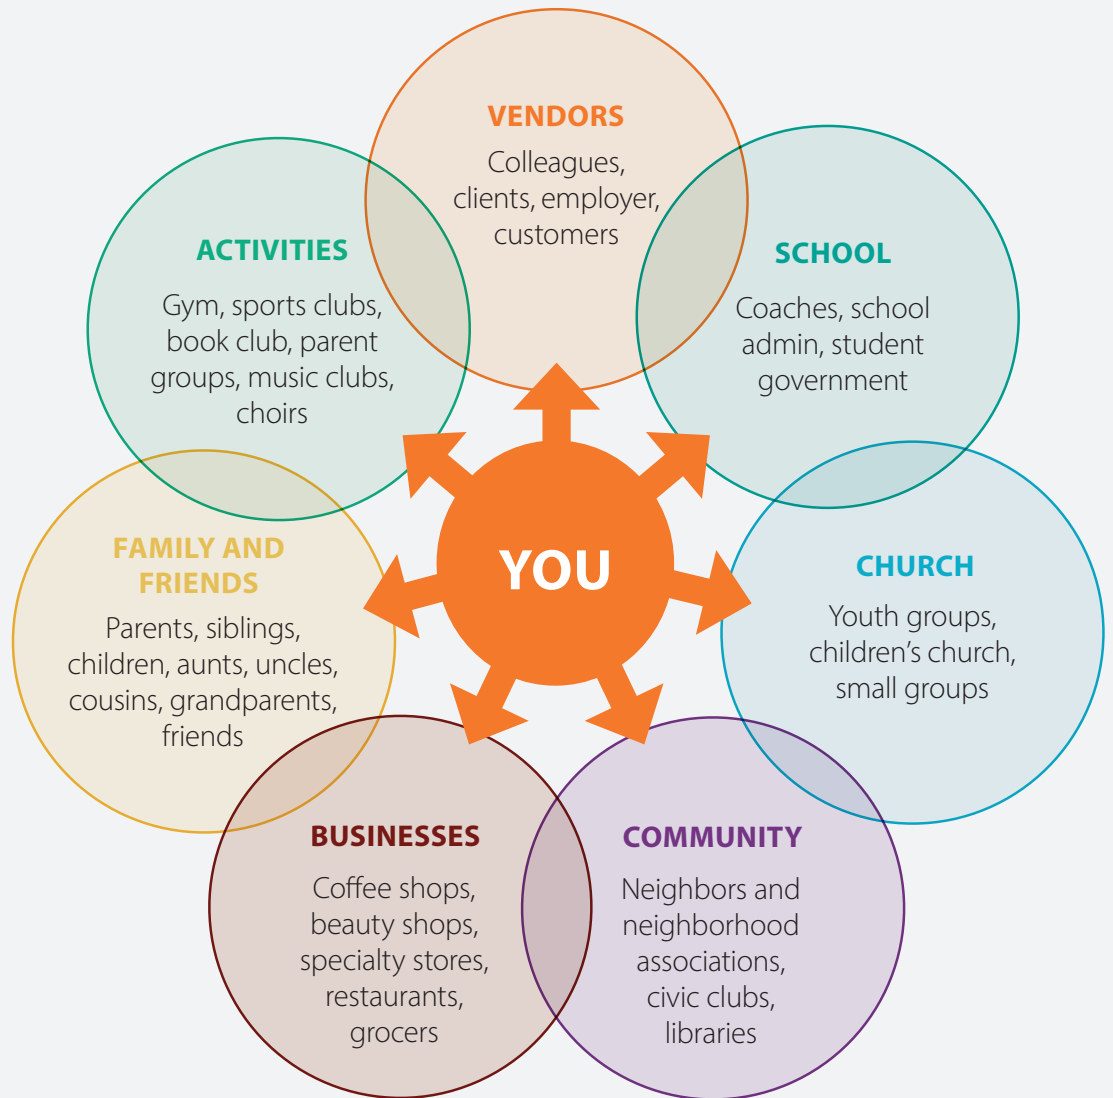 VENDORS
Colleagues,
clients, employer,
customers
ACTIVITIES
Gym, sports clubs,
book club, parent
groups, music clubs,
choirs
SCHOOL
Coaches, school
admin, student
government
YOU
FAMILY AND
FRIENDS
Parents, siblings,
children, aunts, uncles,
cousins, grandparents,
friends
CHURCH
Youth groups,
children’s church,
small groups
BUSINESSES
Coffee shops,
beauty shops,
specialty stores,
restaurants,
grocers
COMMUNITY
Neighbors and
neighborhood
associations,
civic clubs,
libraries